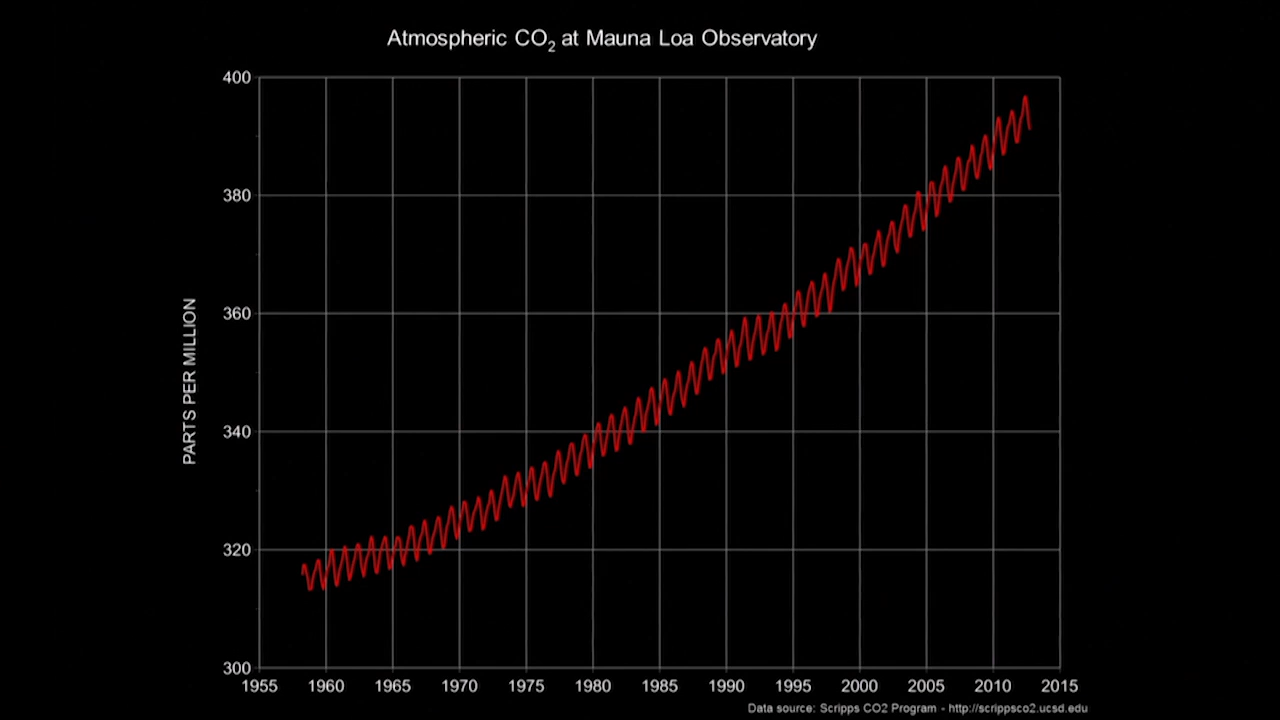 Atmospheric CO2 at Mauna Loa Observatory
400
380
360
340
320
300
PARTS PER MILLION
1955 1960 1965 1970 1975 1980 1985 1990 1995 2000 2005 2010 2015
Data source: Scripps CO2 Program - http://scrippsco2.ucsd.edu